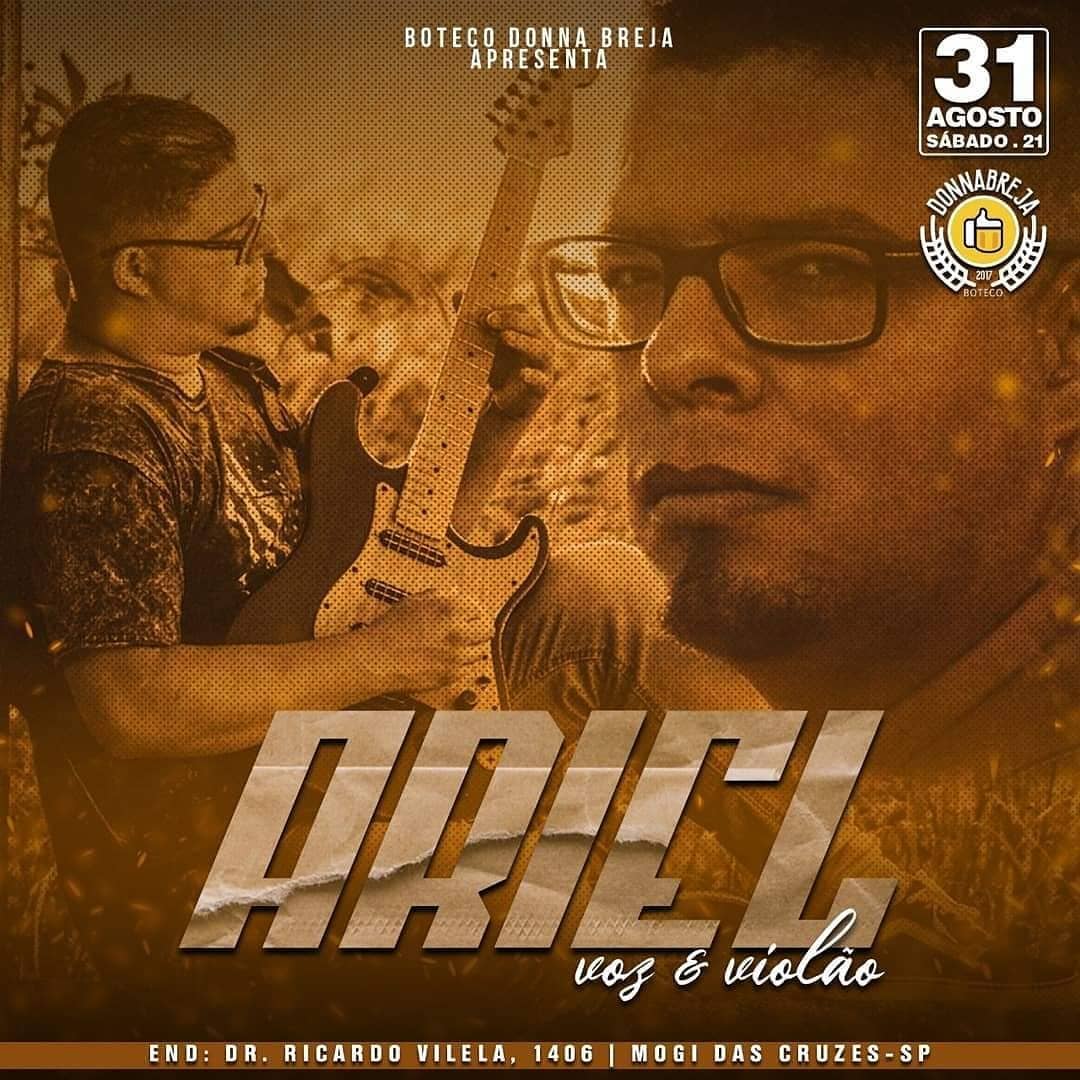 BOTECO DONNA BREJA
APRESENTA
31
AGOSTO
SÁBADO . 21
DONNABREJA
2017
BOTECO
ARIEL
voz & violão
END: DR. RICARDO VILELA, 1406 | MOGI DAS CRUZES-SP